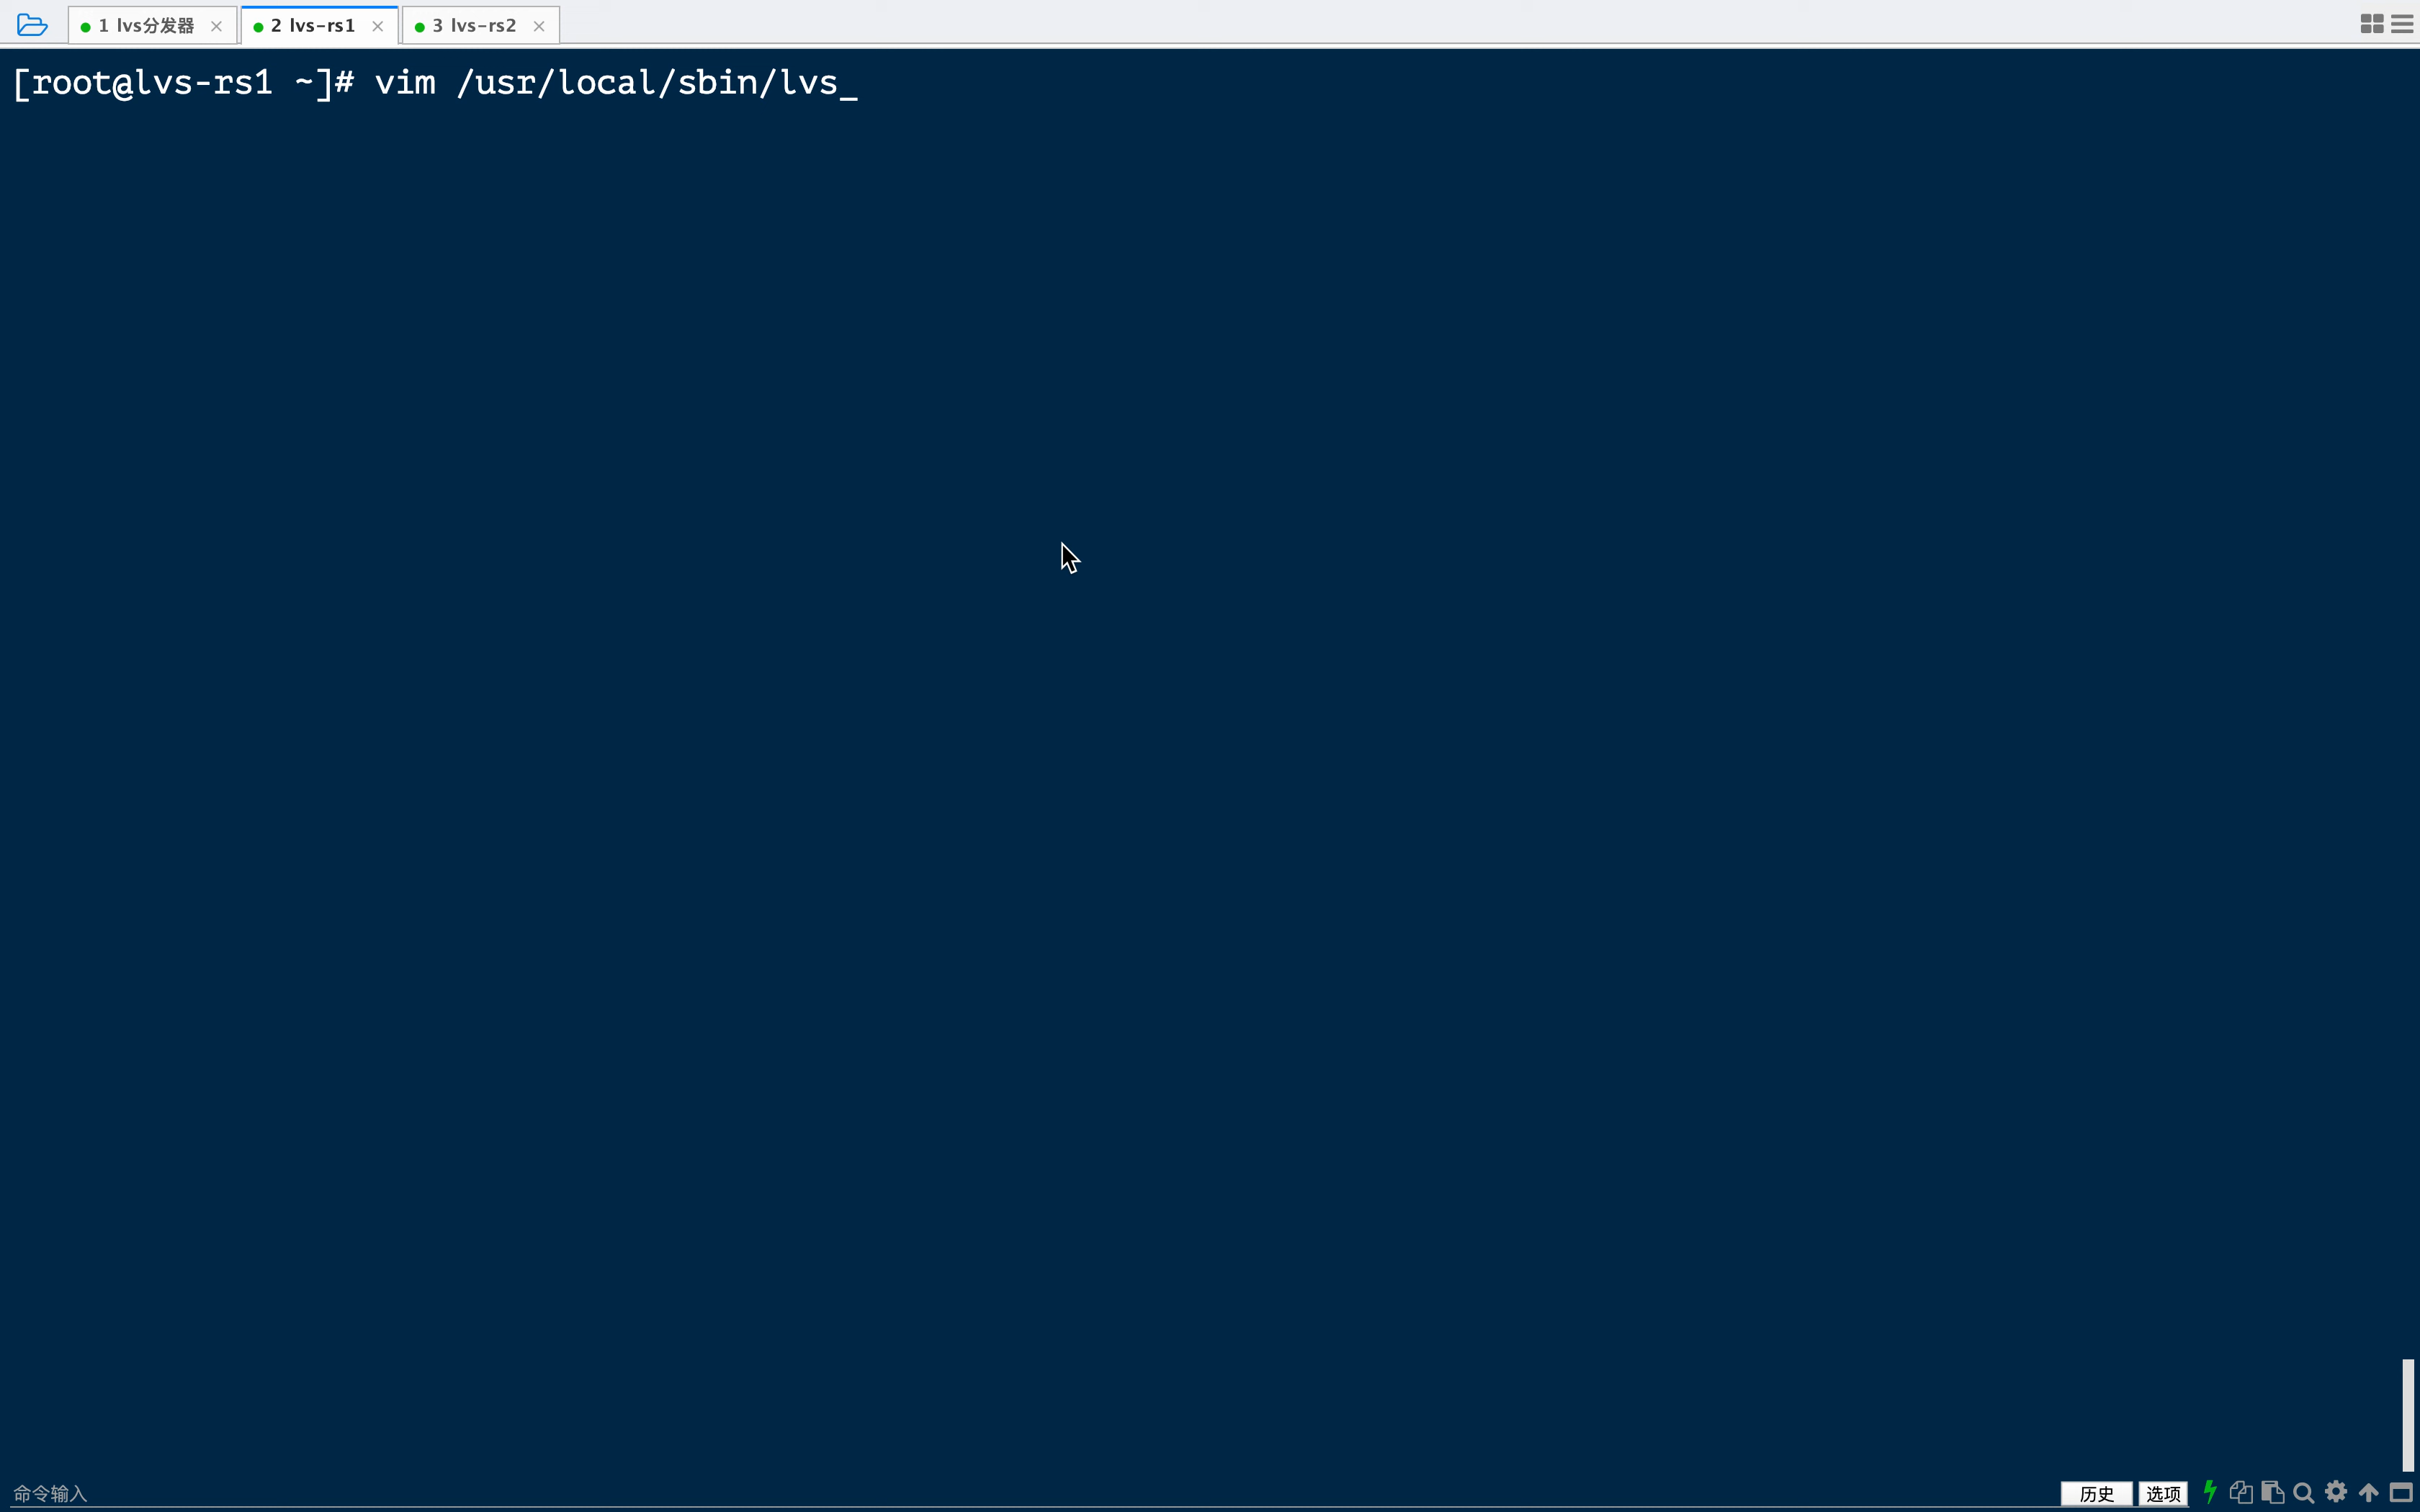 1 lvs分发器
2 lvs-rs1
3 lvs-rs2
[root@lvs-rs1 ~]# vim /usr/local/sbin/lvs_
命令输入
历史
选项